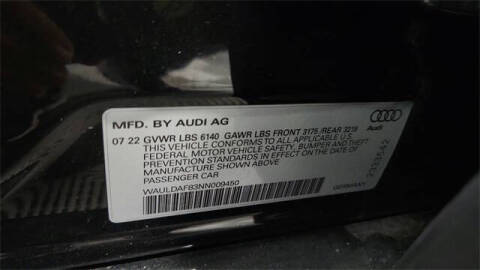 MFD. BY AUDI AG
07 22 GVWR LBS 6140 GAWR LBS FRONT 3175 /REAR 3218
THIS VEHICLE CONFORMS TO ALL APPLICABLE U.S.
FEDERAL MOTOR VEHICLE SAFETY, BUMPER AND THEFT
PREVENTION STANDARDS IN EFFECT ON THE DATE OF
MANUFACTURE SHOWN ABOVE
PASSENGER CAR
WAULDAF83NN009450
GERMANY
Audi